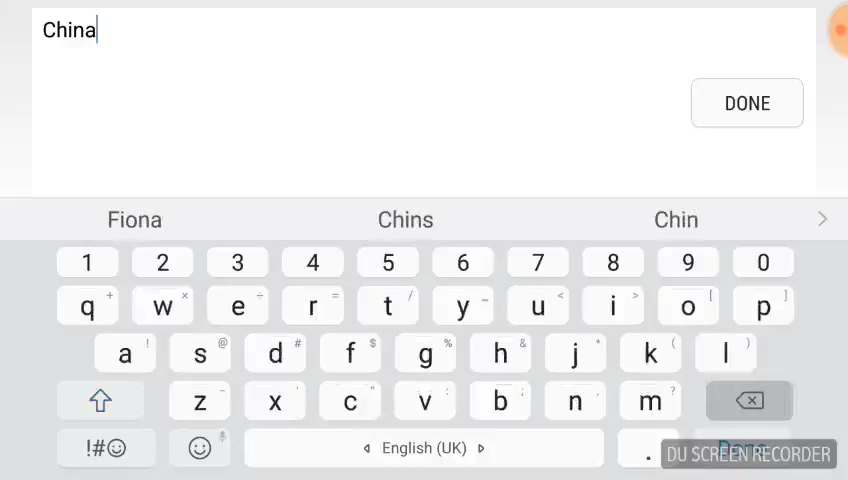 China
DONE
Fiona Chins Chin >
1 2 3 4 5 6 7 8 9 0
q + w × e ÷ r = t / y _ u < i > o [ p ]
a ! s @ d # f $ g % h & j * k ( l )
z - x ' c " v : b ; n , m ?
!#☺ English (UK) . Done
DU SCREEN RECORDER